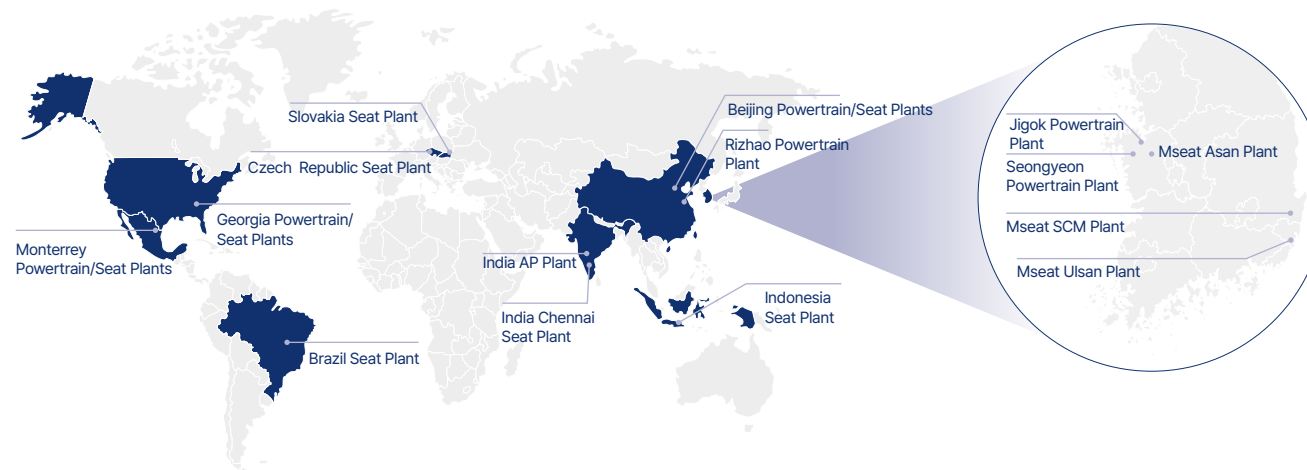 Slovakia Seat Plant
Czech  Republic Seat Plant
Georgia Powertrain/
Seat Plants
Monterrey
Powertrain/Seat Plants
Brazil Seat Plant
India AP Plant
India Chennai
Seat Plant
Beijing Powertrain/Seat Plants
Rizhao Powertrain
Plant
Indonesia
Seat Plant
Jigok Powertrain
Plant
Mseat Asan Plant
Seongyeon
Powertrain Plant
Mseat SCM Plant
Mseat Ulsan Plant